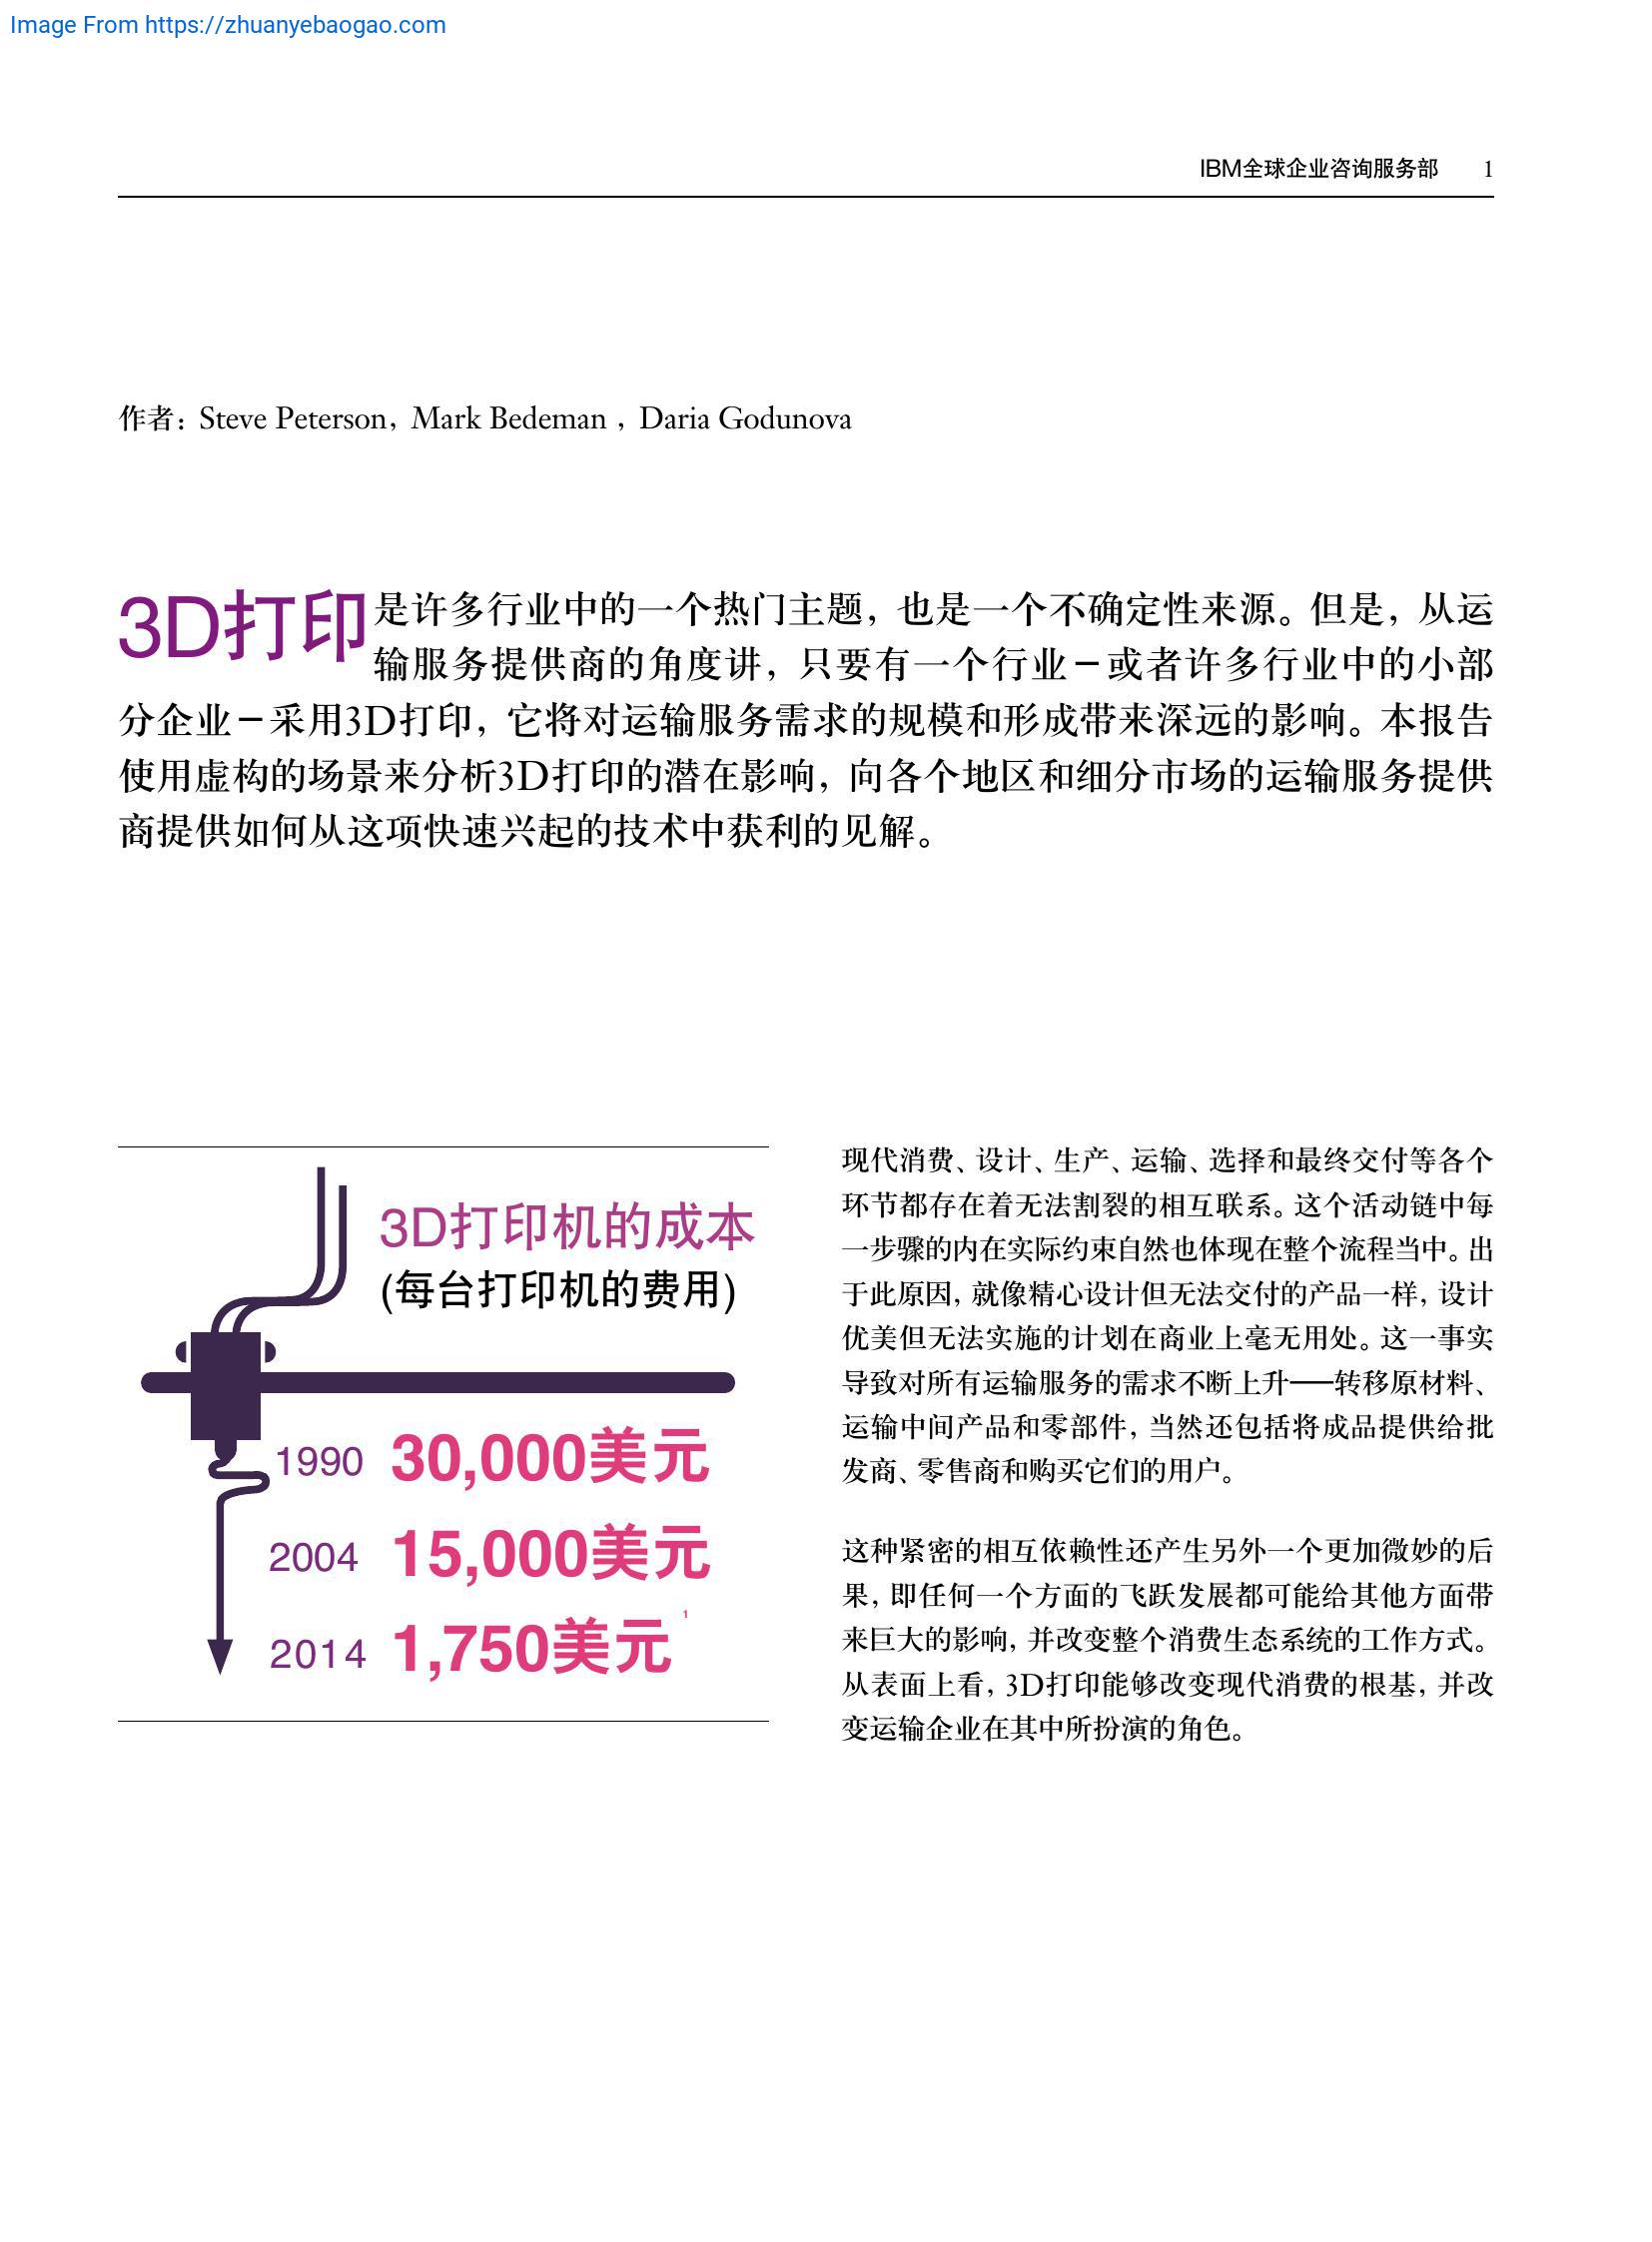 Image From https://zhuanyebaogao.com
IBM全球企业咨询服务部 1
作者: Steve Peterson, Mark Bedeman , Daria Godunova
3D打印是许多行业中的一个热门主题, 也是一个不确定性来源。但是, 从运
输服务提供商的角度讲, 只要有一个行业－或者许多行业中的小部
分企业－采用3D打印, 它将对运输服务需求的规模和形成带来深远的影响。本报告
使用虚构的场景来分析3D打印的潜在影响, 向各个地区和细分市场的运输服务提供
商提供如何从这项快速兴起的技术中获利的见解。
3D打印机的成本
(每台打印机的费用)
1990 30,000美元
2004 15,000美元
2014 1,750美元 1
现代消费、设计、生产、运输、选择和最终交付等各个
环节都存在着无法割裂的相互联系。这个活动链中每
一步骤的内在实际约束自然也体现在整个流程当中。出
于此原因, 就像精心设计但无法交付的产品一样, 设计
优美但无法实施的计划在商业上毫无用处。这一事实
导致对所有运输服务的需求不断上升——转移原材料、
运输中间产品和零部件, 当然还包括将成品提供给批
发商、零售商和购买它们的用户。
这种紧密的相互依赖性还产生另外一个更加微妙的后
果, 即任何一个方面的飞跃发展都可能给其他方面带
来巨大的影响, 并改变整个消费生态系统的工作方式。
从表面上看, 3D打印能够改变现代消费的根基, 并改
变运输企业在其中所扮演的角色。